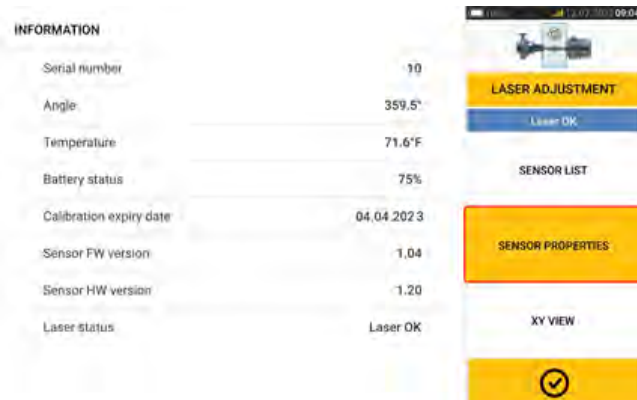 INFORMATION
Serial number 10
Angle 359.5°
Temperature 71.6°F
Battery status 75%
Calibration expiry date 04.04.2023
Sensor FW version 1.04
Sensor HW version 1.20
Laser status Laser OK
09:04
LASER ADJUSTMENT
Laser OK
SENSOR LIST
SENSOR PROPERTIES
XY VIEW